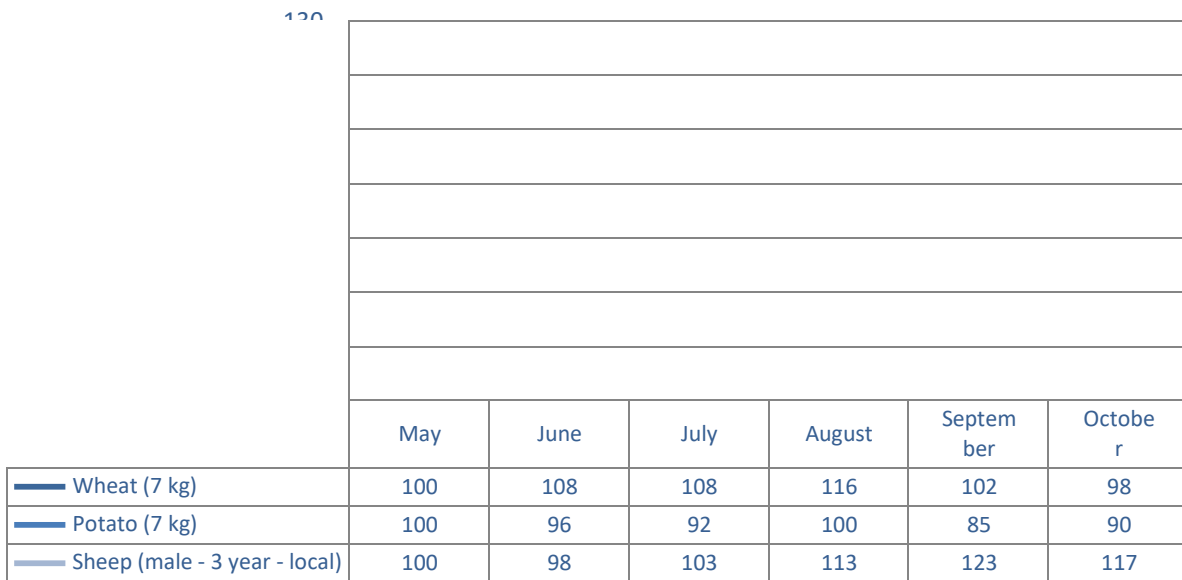 130
May June July August Septem
ber Octobe
r
Wheat (7 kg) 100 108 108 116 102 98
Potato (7 kg) 100 96 92 100 85 90
Sheep (male - 3 year - local) 100 98 103 113 123 117